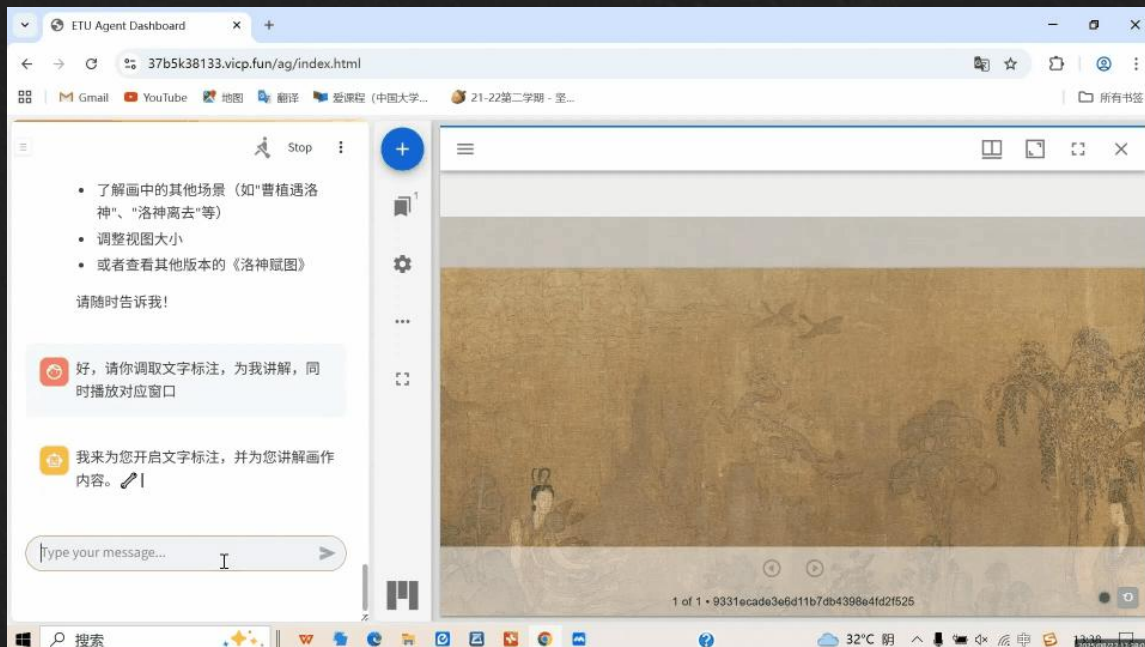 ETU Agent Dashboard
37b5k38133.vicp.fun/ag/index.html
Gmail
YouTube
地图
翻译
爱课程（中国大学...
21-22第二学期 - 坚...
所有书签
Stop
了解画中的其他场景（如"曹植遇洛
神"、"洛神离去"等）
调整视图大小
或者查看其他版本的《洛神赋图》
请随时告诉我！
好，请你调取文字标注，为我讲解，同
时播放对应窗口
我来为您开启文字标注，并为您讲解画作
内容。
Type your message...
1
1 of 1 • 9331ecade3e6d11b7db4398e4fd2f525
搜索
32°C 阴
中
13:38